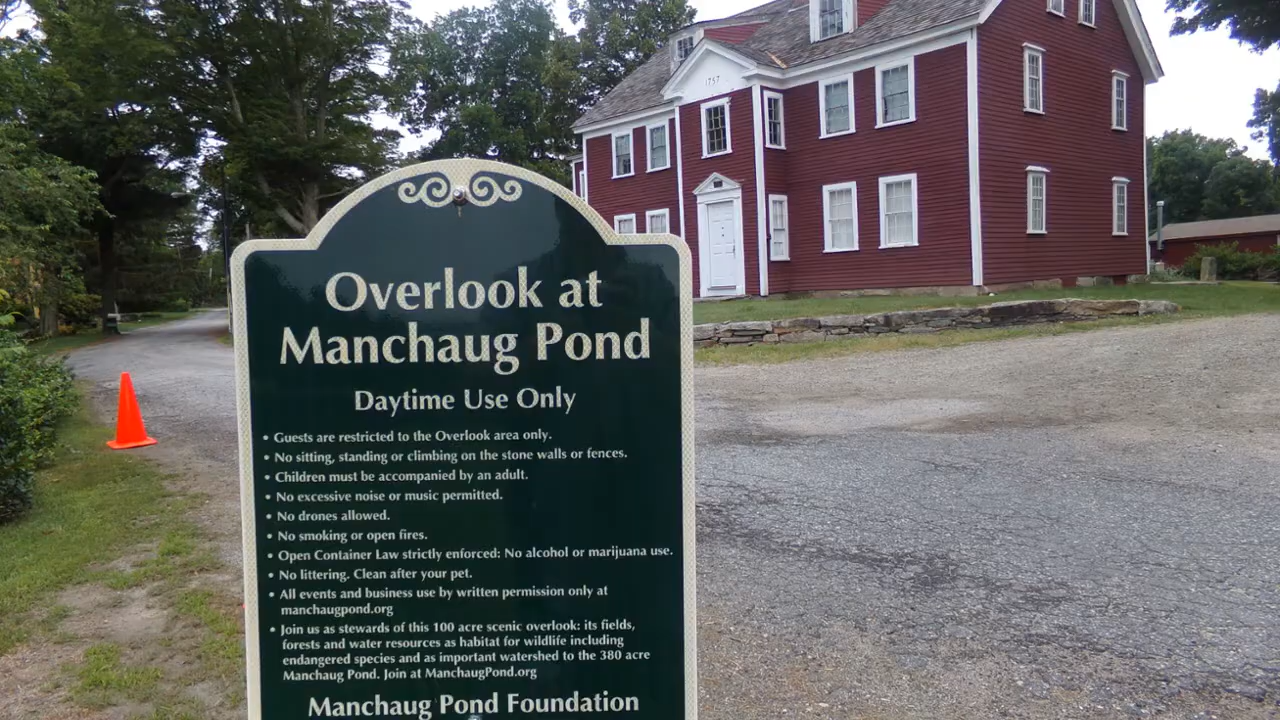 1757
Overlook at
Manchaug Pond
Daytime Use Only
• Guests are restricted to the Overlook area only.
• No sitting, standing or climbing on the stone walls or fences.
• Children must be accompanied by an adult.
• No excessive noise or music permitted.
• No drones allowed.
• No smoking or open fires.
• Open Container Law strictly enforced: No alcohol or marijuana use.
• No littering. Clean after your pet.
• All events and business use by written permission only at
manchaugpond.org
• Join us as stewards of this 100 acre scenic overlook: its fields,
forests and water resources as habitat for wildlife including
endangered species and as important watershed to the 380 acre
Manchaug Pond. Join at ManchaugPond.org
Manchaug Pond Foundation